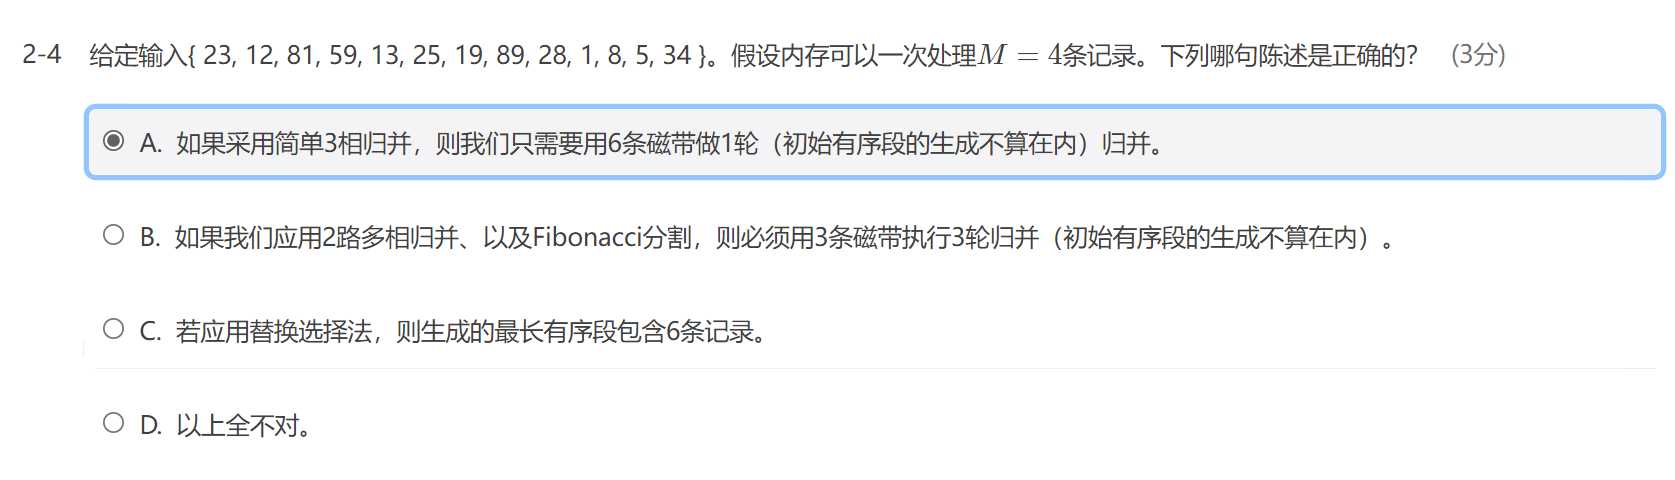 2-4 给定输入{ 23, 12, 81, 59, 13, 25, 19, 89, 28, 1, 8, 5, 34 }。假设内存可以一次处理M = 4条记录。下列哪句陈述是正确的? (3分)
A. 如果采用简单3相归并，则我们只需要用6条磁带做1轮（初始有序段的生成不算在内）归并。
B. 如果我们应用2路多相归并、以及Fibonacci分割，则必须用3条磁带执行3轮归并（初始有序段的生成不算在内）。
C. 若应用替换选择法，则生成的最长有序段包含6条记录。
D. 以上全不对。